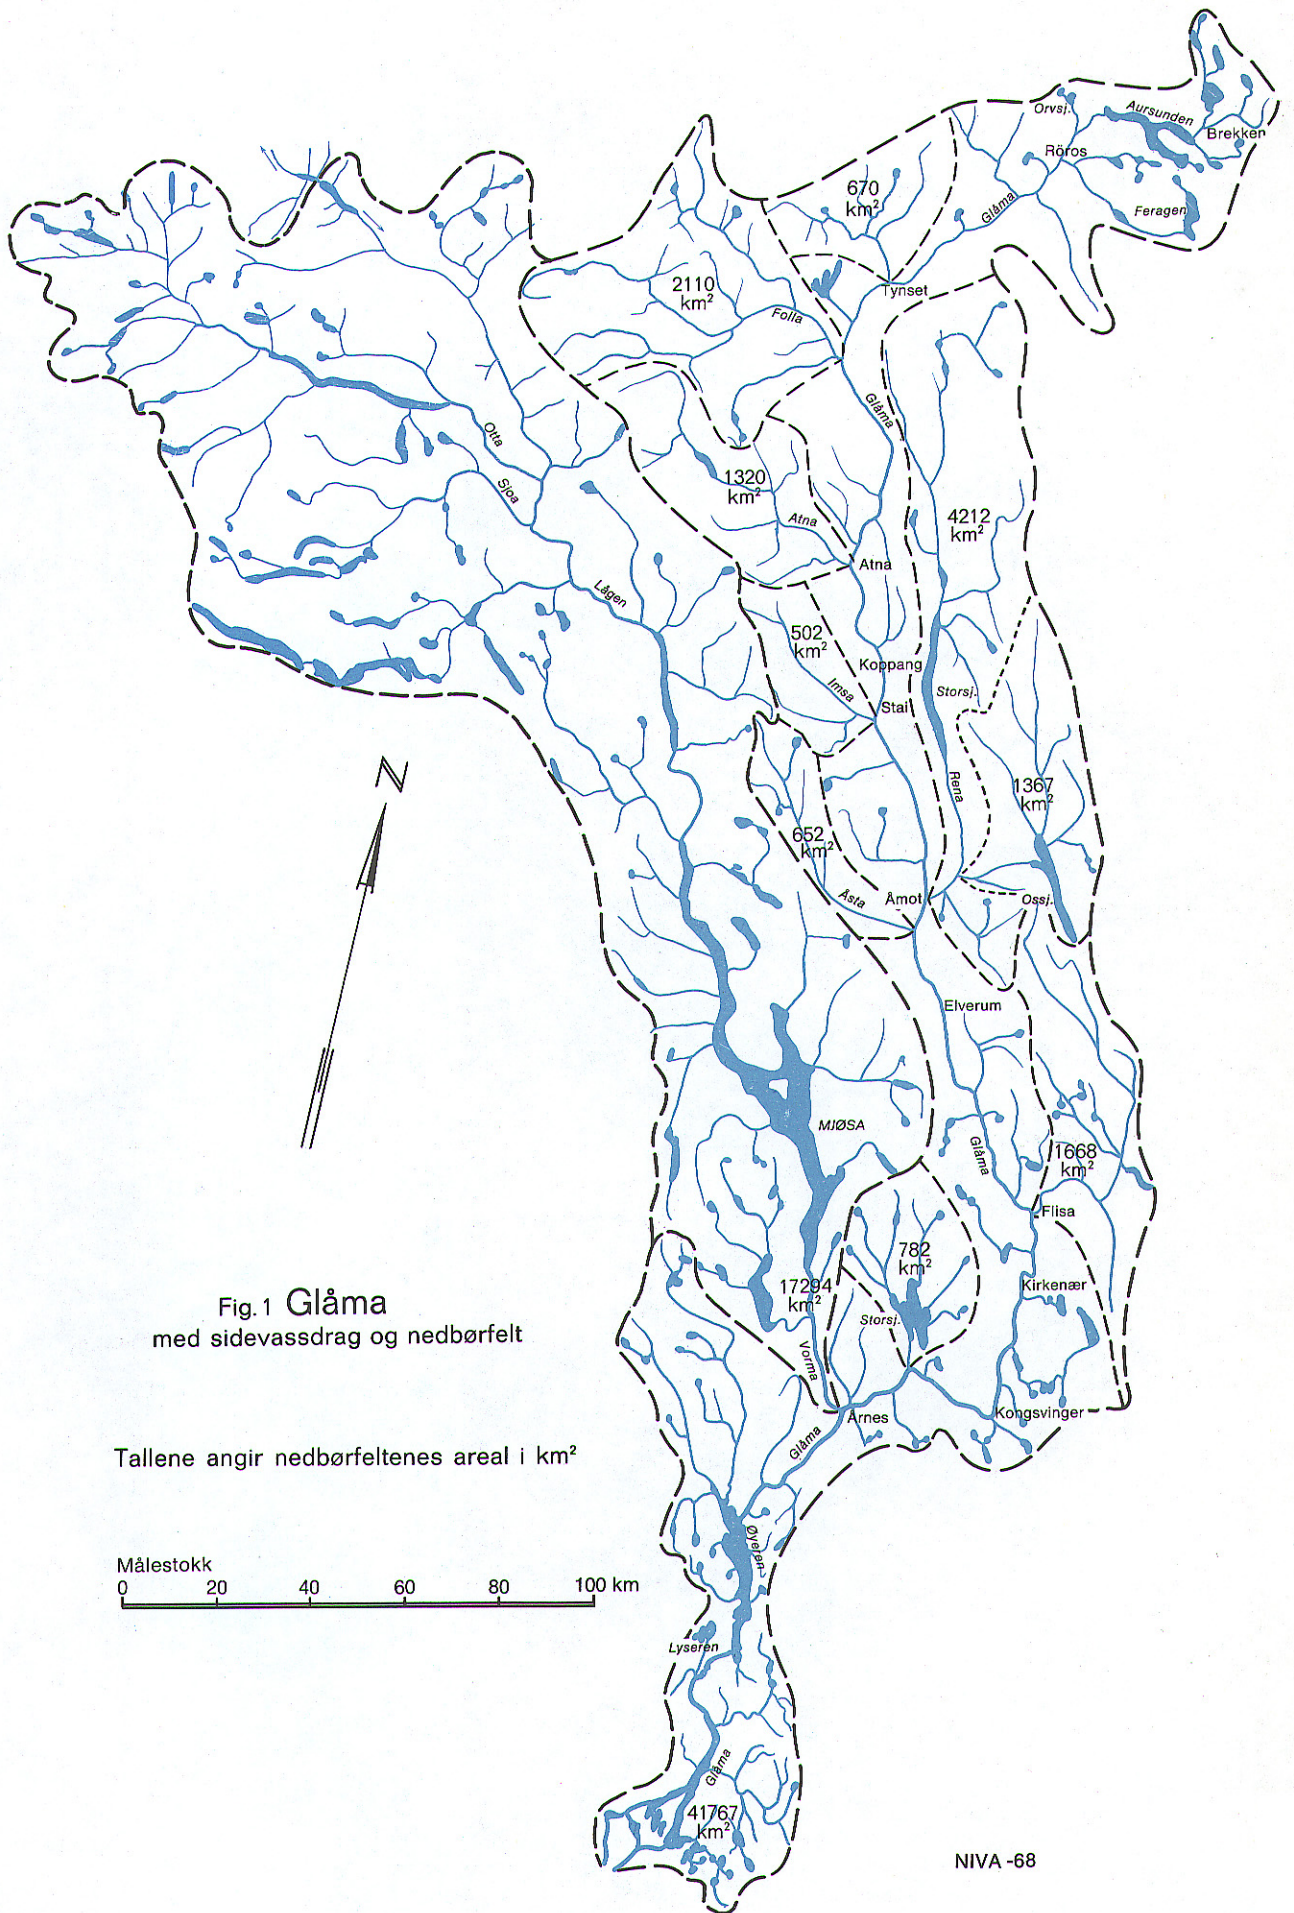 Orvsj.
Aursunden
Brekken
Röros
670
km²
Glåma
Feragen
2110
km²
Tynset
Folla
Glåma
Otta
Sjoa
1320
km²
Atna
4212
km²
Atna
Lågen
502
km²
Koppang
Imsa
Stai
Storsj.
N
Rena
1367
km²
652
km²
Åsta
Åmot
Ossj.
Elverum
MJØSA
Glåma
1668
km²
Flisa
782
km²
17294
km²
Kirkenær
Storsj.
Vorma
Fig. 1 Glåma
med sidevassdrag og nedbørfelt
Årnes
Kongsvinger
Glåma
Tallene angir nedbørfeltenes areal i km²
Øyeren
Målestokk
0 20 40 60 80 100 km
Lyseren
Glåma
41767
km²
NIVA -68